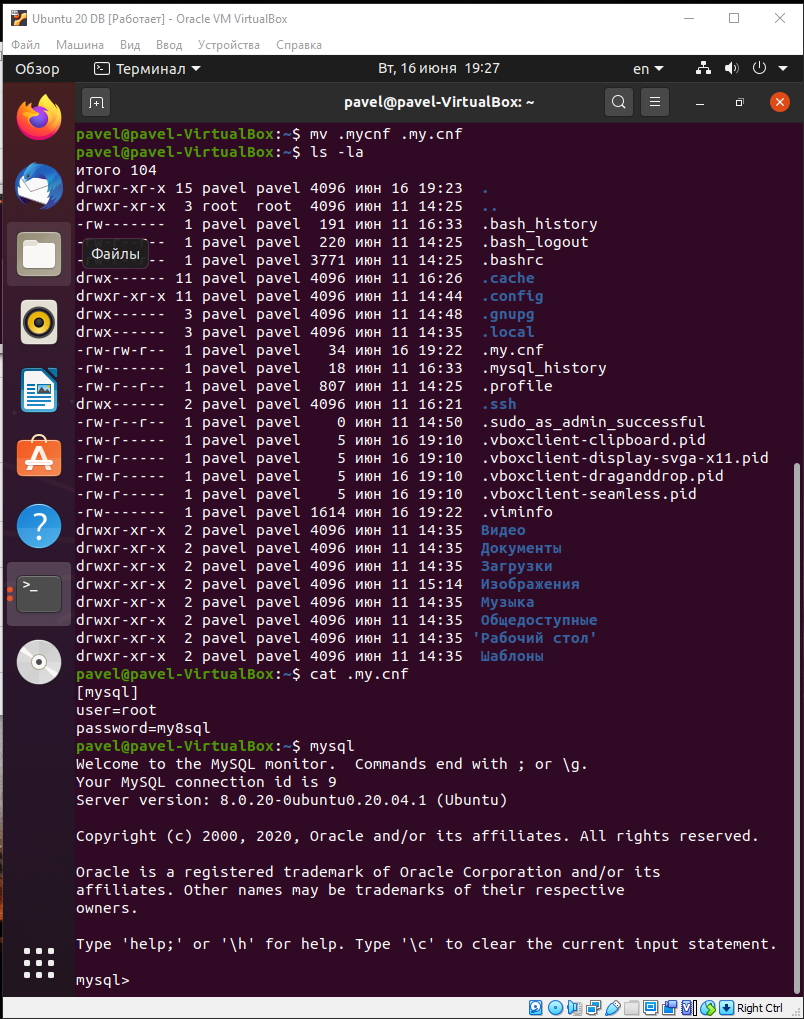 Ubuntu 20 DB [Работает] - Oracle VM VirtualBox
Файл Машина Вид Ввод Устройства Справка
Обзор Терминал Вт, 16 июня 19:27 en
pavel@pavel-VirtualBox: ~
pavel@pavel-VirtualBox:~$ mv .mycnf .my.cnf
pavel@pavel-VirtualBox:~$ ls -la
итого 104
drwxr-xr-x 15 pavel pavel 4096 июн 16 19:23 .
drwxr-xr-x 3 root root 4096 июн 11 14:25 ..
-rw------- 1 pavel pavel 191 июн 11 16:33 .bash_history
-rw-r--r-- 1 pavel pavel 220 июн 11 14:25 .bash_logout
Файлы
1 pavel pavel 3771 июн 11 14:25 .bashrc
drwx------ 11 pavel pavel 4096 июн 11 16:26 .cache
drwxr-xr-x 11 pavel pavel 4096 июн 11 14:44 .config
drwx------ 3 pavel pavel 4096 июн 11 14:48 .gnupg
drwx------ 3 pavel pavel 4096 июн 11 14:35 .local
-rw-rw-r-- 1 pavel pavel 34 июн 16 19:22 .my.cnf
-rw------- 1 pavel pavel 18 июн 11 16:33 .mysql_history
-rw-r--r-- 1 pavel pavel 807 июн 11 14:25 .profile
drwx------ 2 pavel pavel 4096 июн 11 16:21 .ssh
-rw-r--r-- 1 pavel pavel 0 июн 11 14:50 .sudo_as_admin_successful
-rw-r----- 1 pavel pavel 5 июн 16 19:10 .vboxclient-clipboard.pid
-rw-r----- 1 pavel pavel 5 июн 16 19:10 .vboxclient-display-svga-x11.pid
-rw-r----- 1 pavel pavel 5 июн 16 19:10 .vboxclient-draganddrop.pid
-rw-r----- 1 pavel pavel 5 июн 16 19:10 .vboxclient-seamless.pid
-rw------- 1 pavel pavel 1614 июн 16 19:22 .viminfo
drwxr-xr-x 2 pavel pavel 4096 июн 11 14:35 Видео
drwxr-xr-x 2 pavel pavel 4096 июн 11 14:35 Документы
drwxr-xr-x 2 pavel pavel 4096 июн 11 14:35 Загрузки
drwxr-xr-x 2 pavel pavel 4096 июн 11 15:14 Изображения
drwxr-xr-x 2 pavel pavel 4096 июн 11 14:35 Музыка
drwxr-xr-x 2 pavel pavel 4096 июн 11 14:35 Общедоступные
drwxr-xr-x 2 pavel pavel 4096 июн 11 14:35 'Рабочий стол'
drwxr-xr-x 2 pavel pavel 4096 июн 11 14:35 Шаблоны
pavel@pavel-VirtualBox:~$ cat .my.cnf
[mysql]
user=root
password=my8sql
pavel@pavel-VirtualBox:~$ mysql
Welcome to the MySQL monitor. Commands end with ; or \g.
Your MySQL connection id is 9
Server version: 8.0.20-0ubuntu0.20.04.1 (Ubuntu)
Copyright (c) 2000, 2020, Oracle and/or its affiliates. All rights reserved.
Oracle is a registered trademark of Oracle Corporation and/or its
affiliates. Other names may be trademarks of their respective
owners.
Type 'help;' or '\h' for help. Type '\c' to clear the current input statement.
mysql>
Right Ctrl